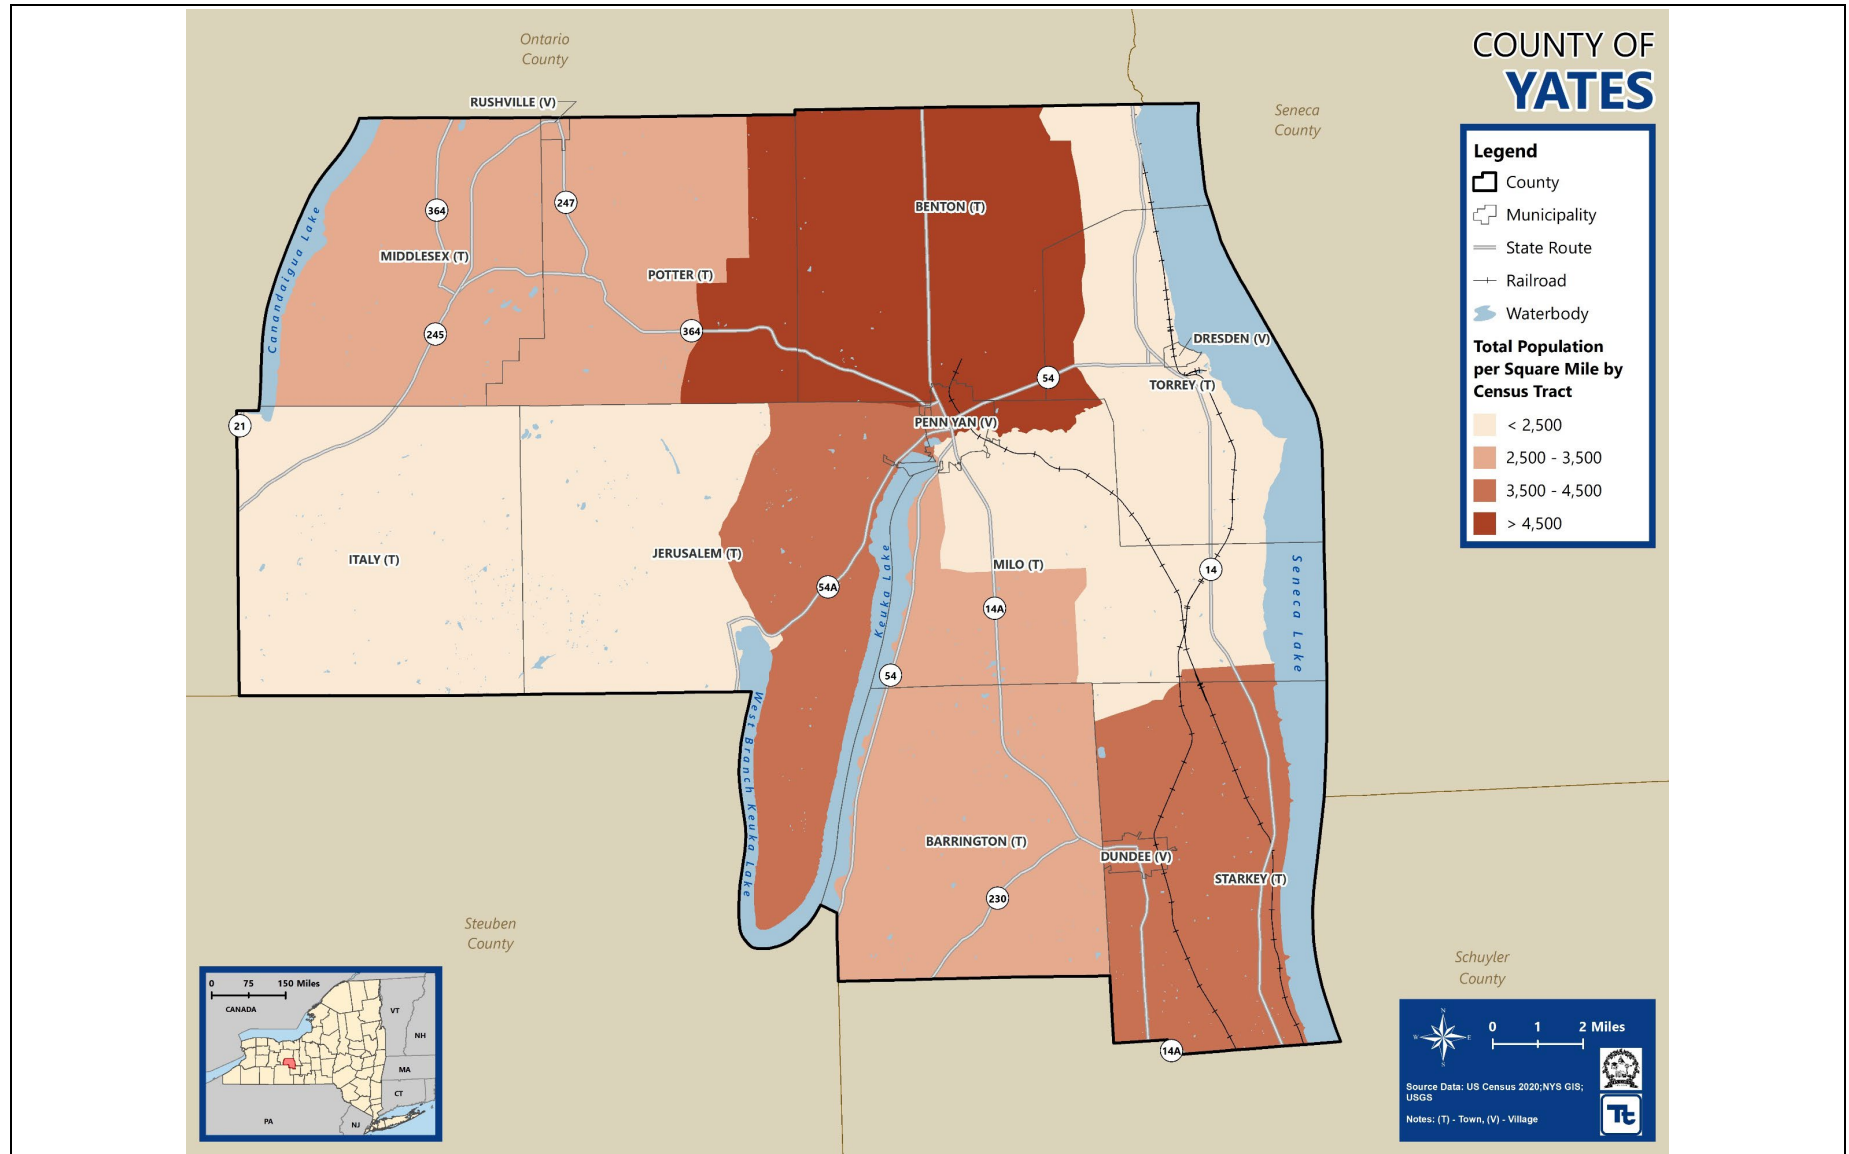 Ontario
County
COUNTY OF
YATES
RUSHVILLE (V)
Seneca
County
Legend
County
Municipality
State Route
Railroad
Waterbody
Total Population
per Square Mile by
Census Tract
< 2,500
2,500 - 3,500
3,500 - 4,500
> 4,500
364
247
BENTON (T)
Canandaigua Lake
MIDDLESEX (T)
POTTER (T)
245
364
DRESDEN (V)
54
TORREY (T)
21
PENN YAN (V)
ITALY (T)
JERUSALEM (T)
54A
Keuka Lake
MILO (T)
14
14A
Seneca Lake
54
West Branch Keuka Lake
BARRINGTON (T)
DUNDEE (V)
STARKEY (T)
230
Steuben
County
Schuyler
County
14A
0 75 150 Miles
CANADA
VT
NH
MA
CT
PA
NJ
N
W E
S
0 1 2 Miles
Source Data: US Census 2020;NYS GIS;
USGS
Notes: (T) - Town, (V) - Village
Tt